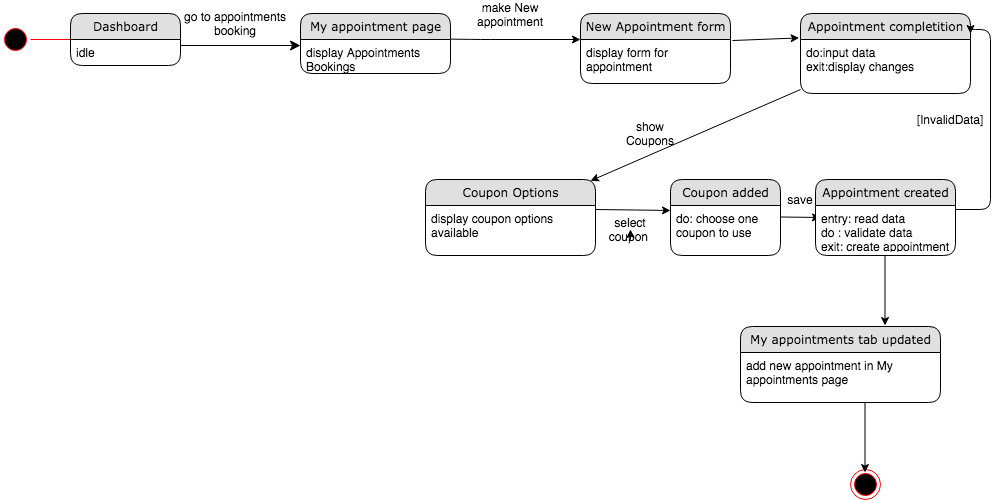 Dashboard
idle
go to appointments
booking
My appointment page
display Appointments
Bookings
make New
appointment
New Appointment form
display form for
appointment
Appointment completition
do:input data
exit:display changes
[InvalidData]
show
Coupons
Coupon Options
display coupon options
available
select
coupon
Coupon added
do: choose one
coupon to use
save
Appointment created
entry: read data
do : validate data
exit: create appointment
My appointments tab updated
add new appointment in My
appointments page